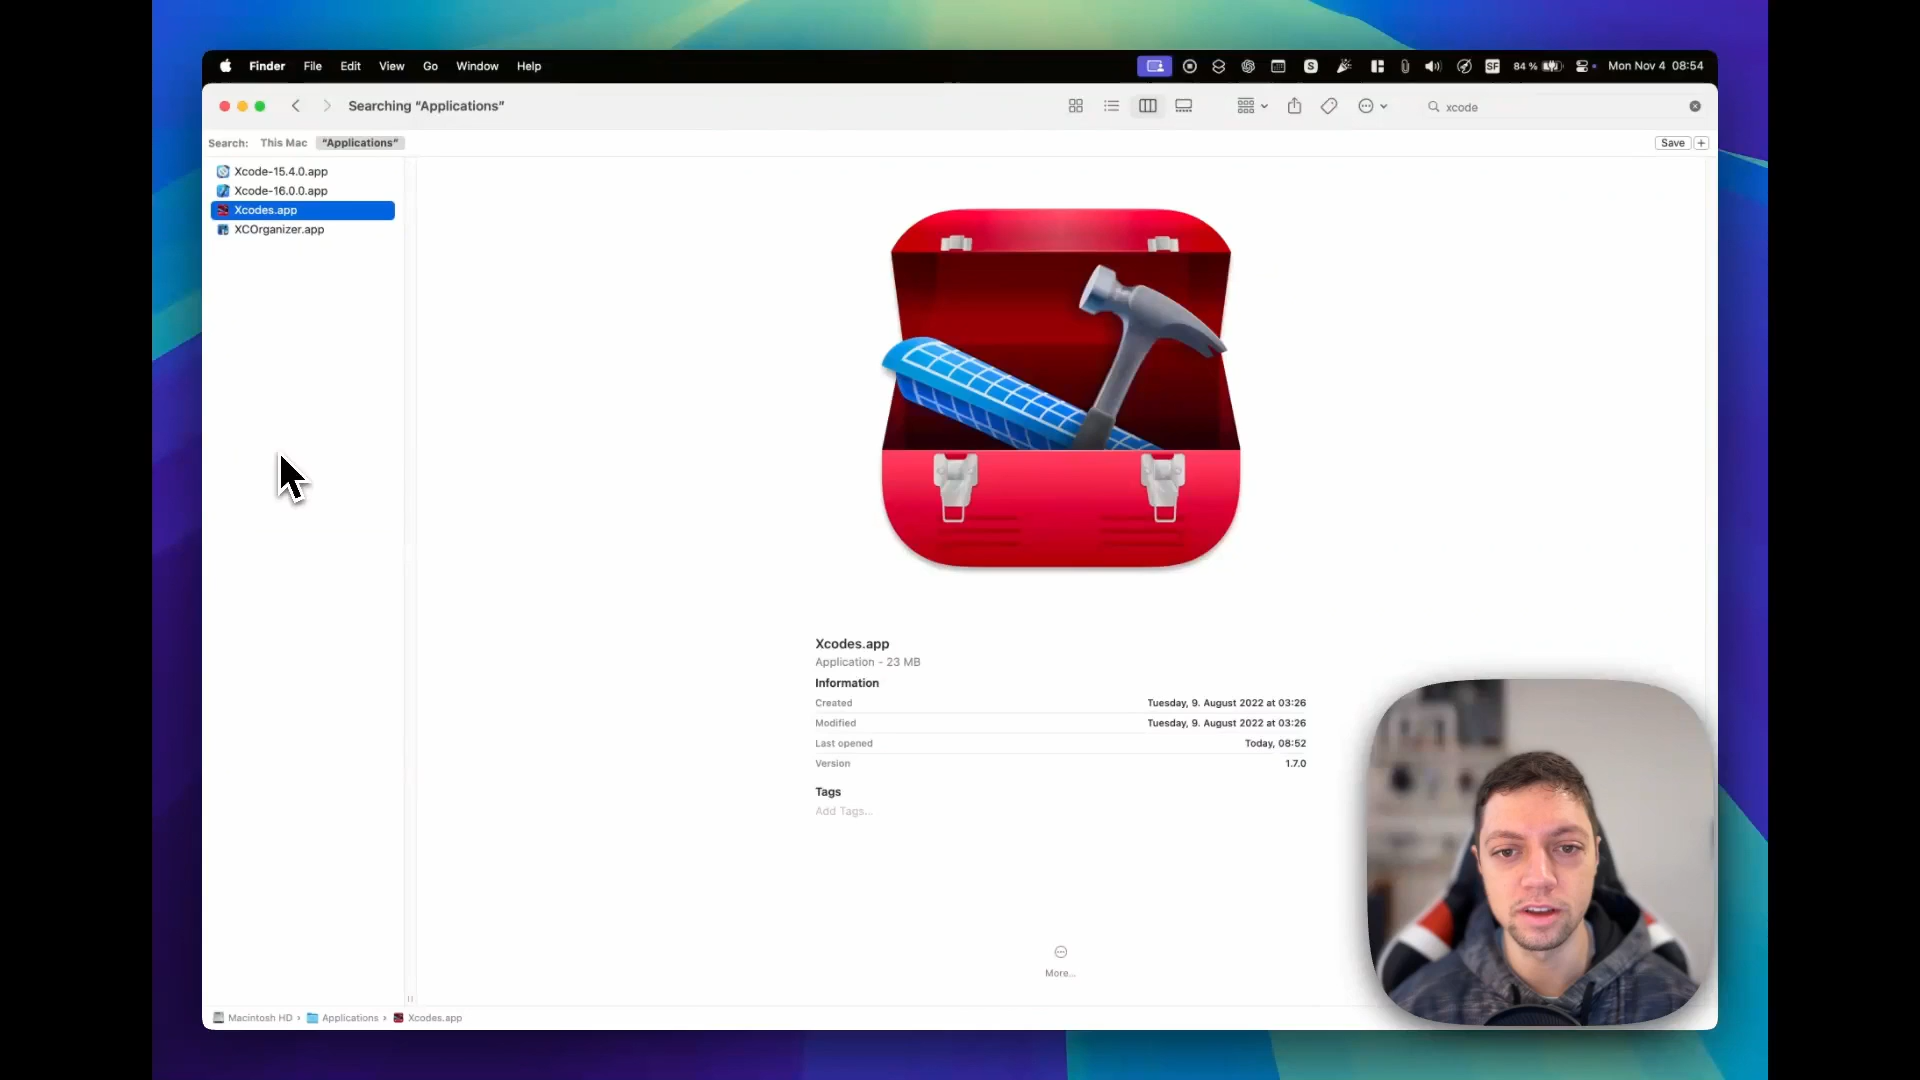 Finder File Edit View Go Window Help
S SF 84 % Mon Nov 4 08:54
Searching “Applications”
xcode
Search: This Mac “Applications” Save +
Xcode-15.4.0.app
Xcode-16.0.0.app
Xcodes.app
XCOrganizer.app
Xcodes.app
Application - 23 MB
Information
Created Tuesday, 9. August 2022 at 03:26
Modified Tuesday, 9. August 2022 at 03:26
Last opened Today, 08:52
Version 1.7.0
Tags
Add Tags...
More...
Macintosh HD › Applications › Xcodes.app